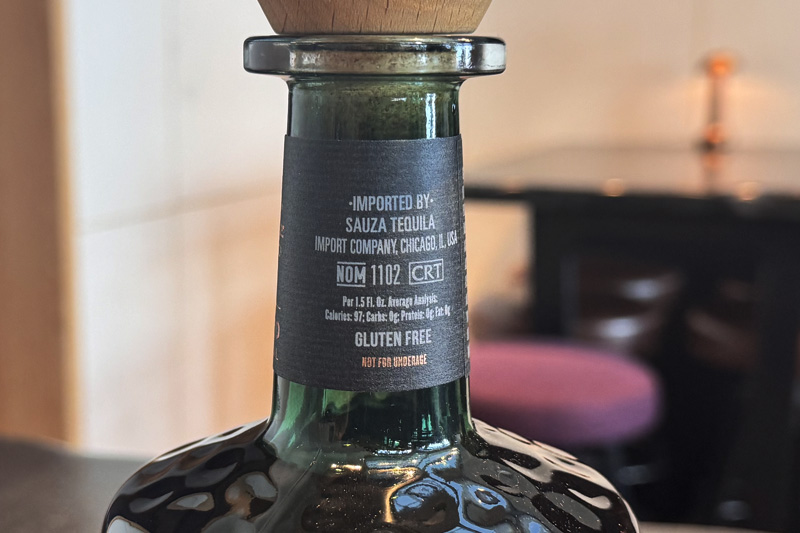 ·IMPORTED BY·
SAUZA TEQUILA
IMPORT COMPANY, CHICAGO, IL, USA
NOM 1102 CRT
Per 1.5 Fl. Oz. Average Analysis:
Calories: 97; Carbs: 0g; Protein: 0g; Fat: 0g
GLUTEN FREE
NOT FOR UNDERAGE